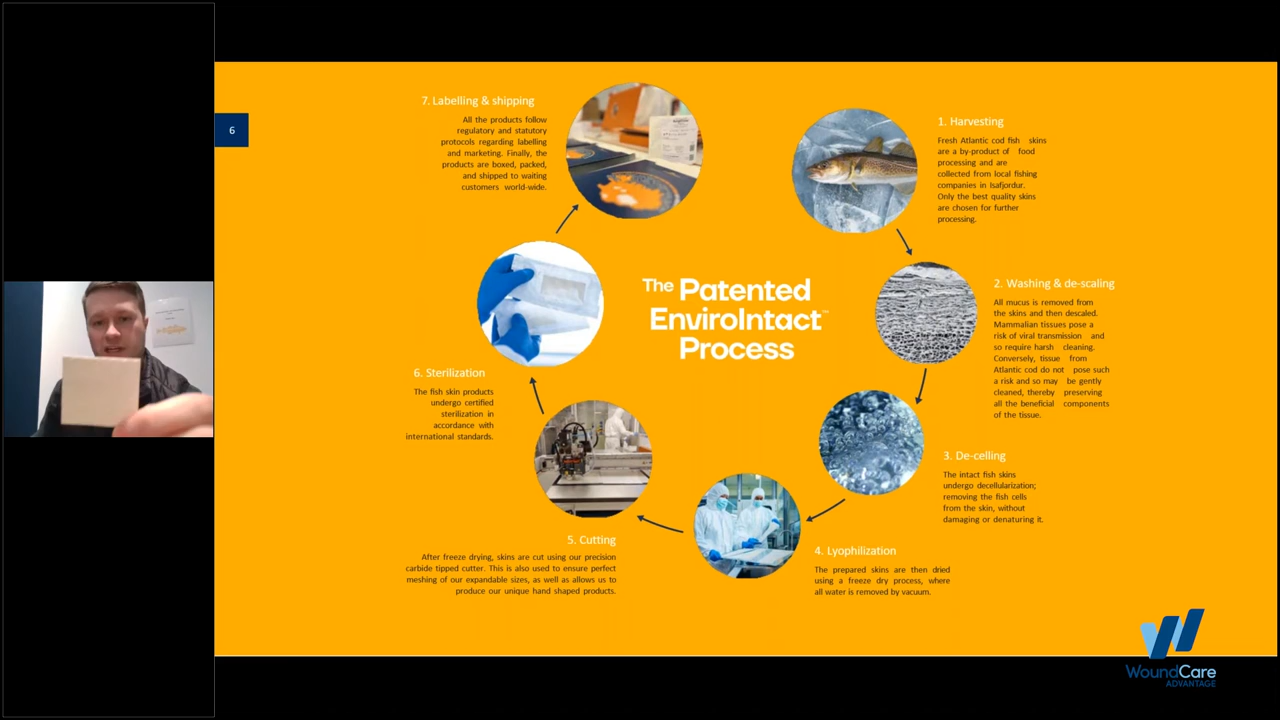 6
The Patented
EnviroIntact™
Process
1. Harvesting
Fresh Atlantic cod fish skins
are a by-product of food
processing and are
collected from local fishing
companies in Isafjordur.
Only the best quality skins
are chosen for further
processing.
2. Washing & de-scaling
All mucus is removed from
the skins and then descaled.
Mammalian tissues pose a
risk of viral transmission and
so require harsh cleaning.
Conversely, tissue from
Atlantic cod do not pose such
a risk and so may be gently
cleaned, thereby preserving
all the beneficial components
of the tissue.
3. De-celling
The intact fish skins
undergo decellularization;
removing the fish cells
from the skin, without
damaging or denaturing it.
4. Lyophilization
The prepared skins are then dried
using a freeze dry process, where
all water is removed by vacuum.
5. Cutting
After freeze drying, skins are cut using our precision
carbide tipped cutter. This is also used to ensure perfect
meshing of our expandable sizes, as well as allows us to
produce our unique hand shaped products.
6. Sterilization
The fish skin products
undergo certified
sterilization in
accordance with
international standards.
7. Labelling & shipping
All the products follow
regulatory and statutory
protocols regarding labelling
and marketing. Finally, the
products are boxed, packed,
and shipped to waiting
customers world-wide.
WoundCare
ADVANTAGE